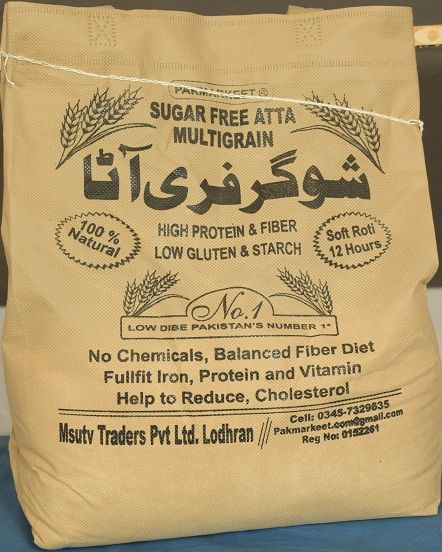 PAKMARKEET ®
SUGAR FREE ATTA
MULTIGRAIN
شوگر فری آٹا
100 %
Natural
HIGH PROTEIN & FIBER
LOW GLUTEN & STARCH
Soft Roti
12 Hours
No.1
LOW DIBE PAKISTAN'S NUMBER 1*
No Chemicals, Balanced Fiber Diet
Fullfit Iron, Protein and Vitamin
Help to Reduce, Cholesterol
Msutv Traders Pvt Ltd. Lodhran
Cell: 0345-7329835
Pakmarkeet.com@gmail.com
Reg No: 0152261